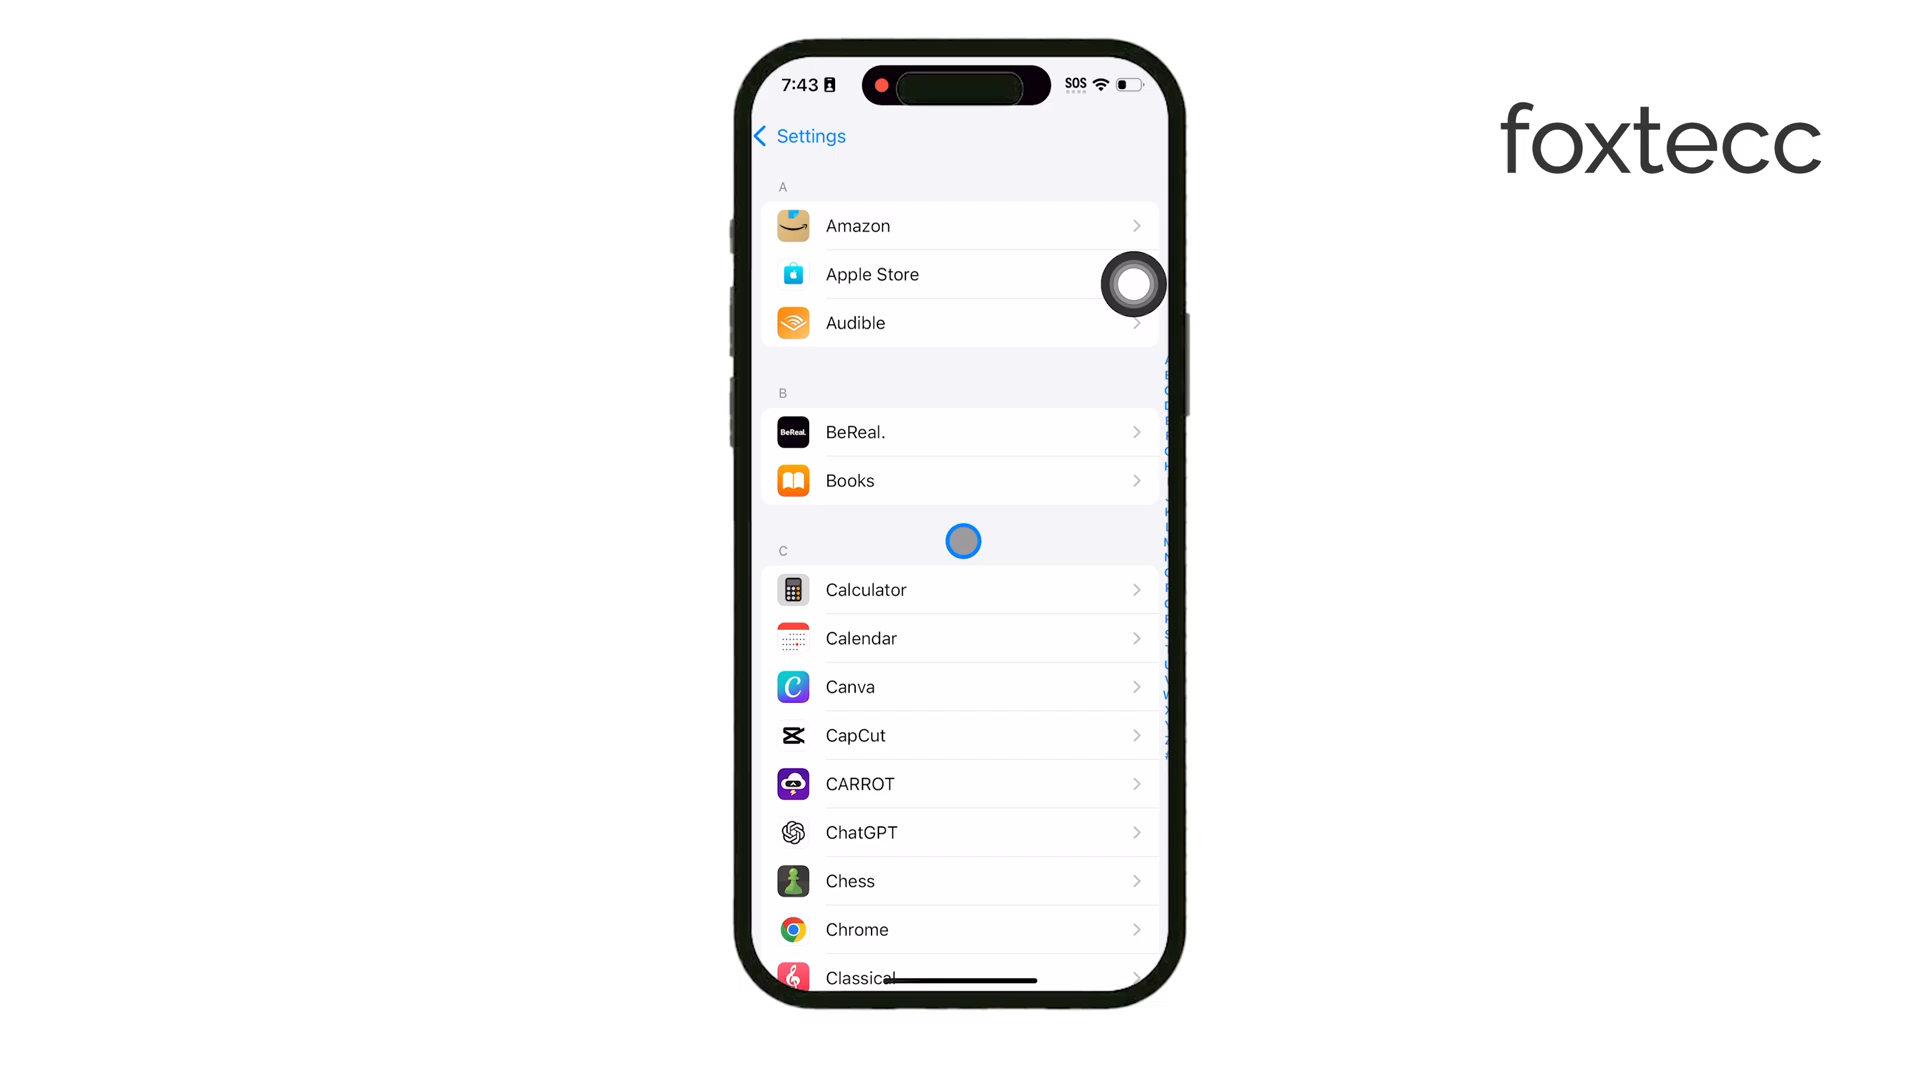 foxtecc
7:43
SOS
Settings
A
Amazon
Apple Store
Audible
B
BeReal.
BeReal.
Books
C
Calculator
Calendar
Canva
CapCut
CARROT
ChatGPT
Chess
Chrome
Classical